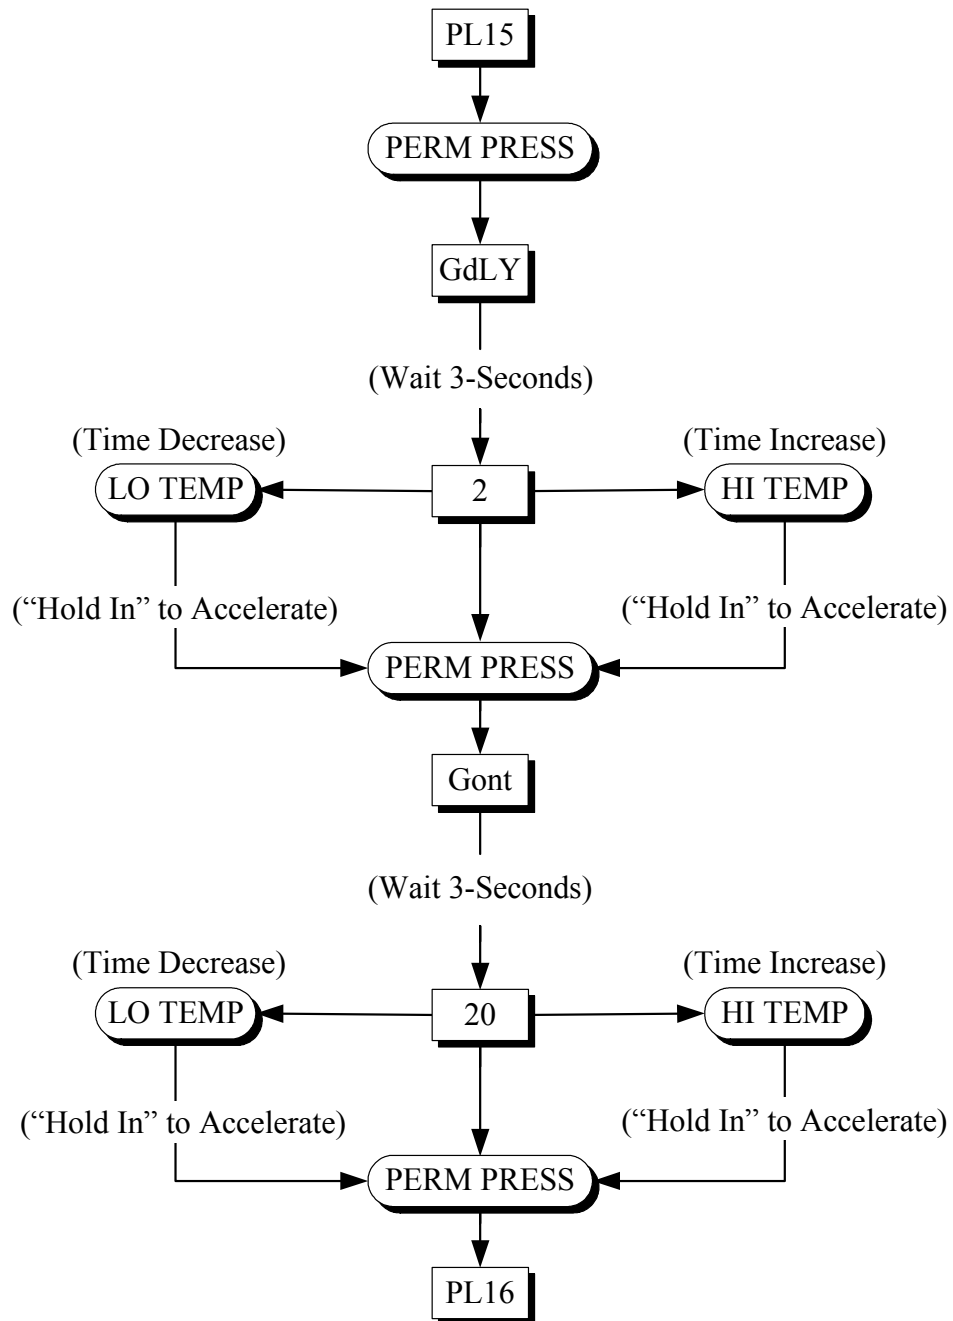 PL15
PERM PRESS
GdLY
(Wait 3-Seconds)
(Time Decrease)
(Time Increase)
LO TEMP
2
HI TEMP
(“Hold In” to Accelerate)
(“Hold In” to Accelerate)
PERM PRESS
Gont
(Wait 3-Seconds)
(Time Decrease)
(Time Increase)
LO TEMP
20
HI TEMP
(“Hold In” to Accelerate)
(“Hold In” to Accelerate)
PERM PRESS
PL16